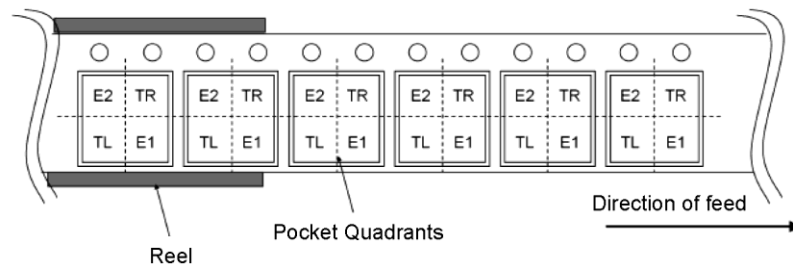 E2 TR E2 TR E2 TR E2 TR E2 TR E2 TR
TL E1 TL E1 TL E1 TL E1 TL E1 TL E1
Direction of feed
Pocket Quadrants
Reel